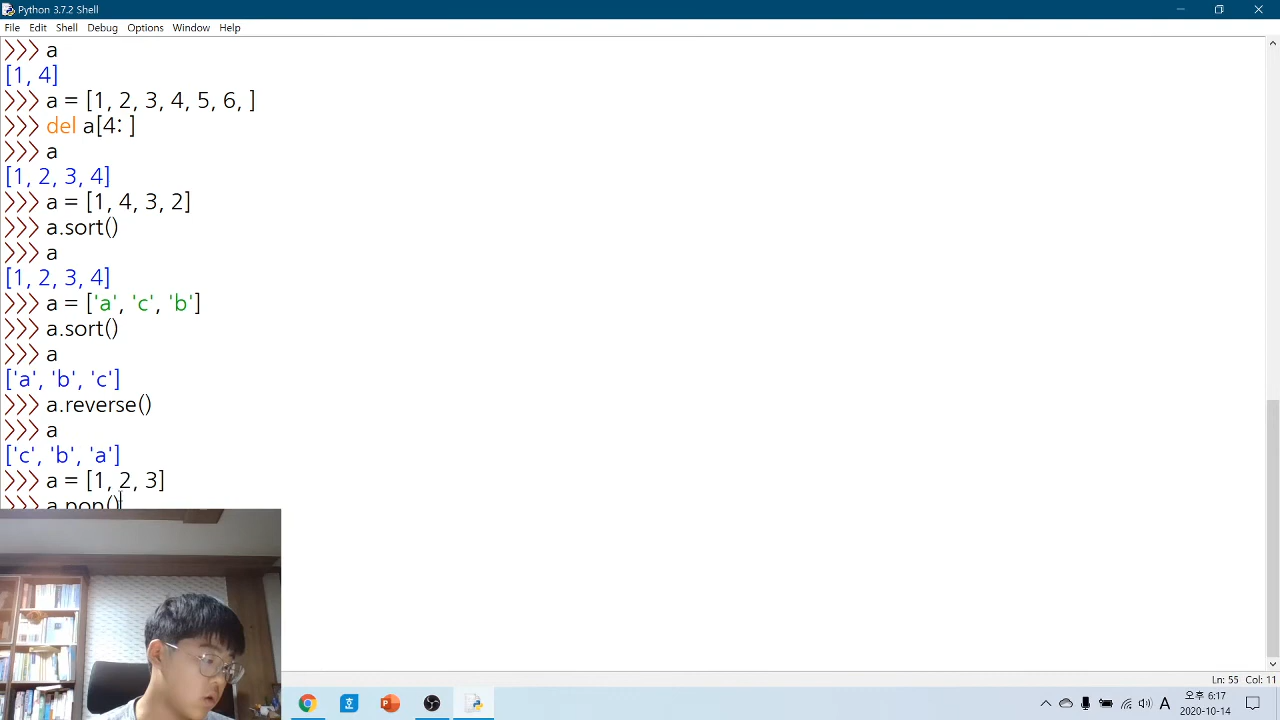 Python 3.7.2 Shell
File Edit Shell Debug Options Window Help
>>> a
[1, 4]
>>> a = [1, 2, 3, 4, 5, 6, ]
>>> del a[4: ]
>>> a
[1, 2, 3, 4]
>>> a = [1, 4, 3, 2]
>>> a.sort()
>>> a
[1, 2, 3, 4]
>>> a = ['a', 'c', 'b']
>>> a.sort()
>>> a
['a', 'b', 'c']
>>> a.reverse()
>>> a
['c', 'b', 'a']
>>> a = [1, 2, 3]
>>> a.pop()
Ln: 55 Col: 11
A
오후 6:17
2020-10-14